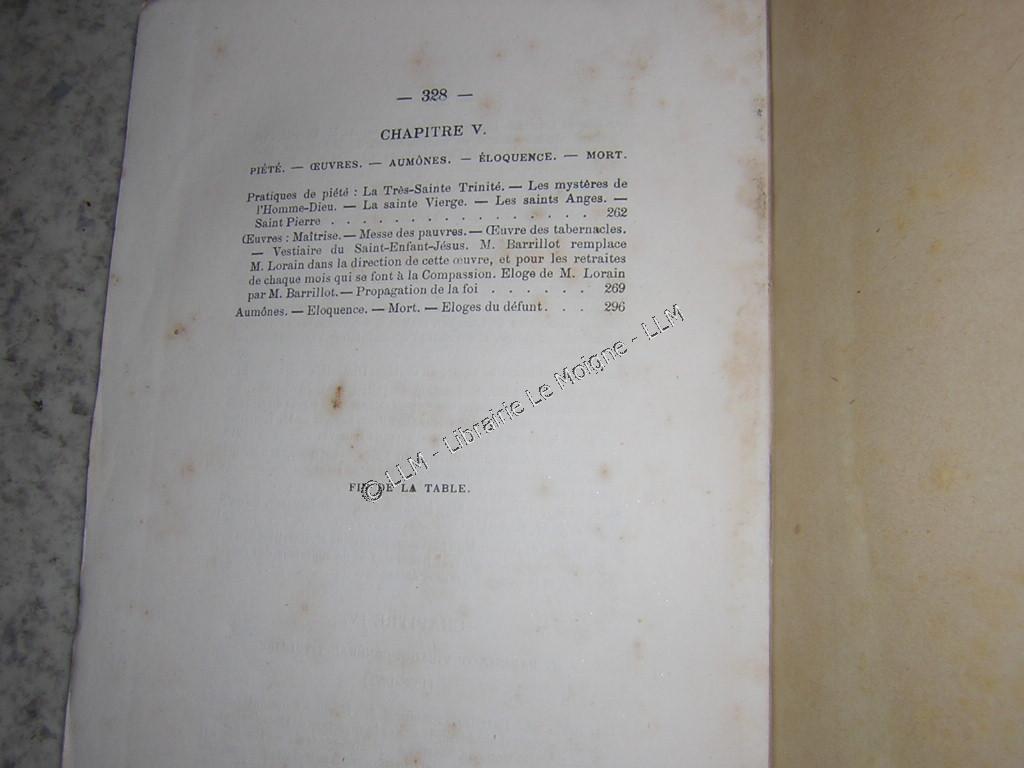 — 328 —
CHAPITRE V.
PIÉTÉ. — ŒUVRES. — AUMÔNES. — ÉLOQUENCE. — MORT.
Pratiques de piété : La Très-Sainte Trinité. — Les mystères de
l'Homme-Dieu. — La sainte Vierge. — Les saints Anges. —
Saint Pierre . . . . . . . . . . . . . . . . . 262
Œuvres : Maîtrise. — Messe des pauvres. — Œuvre des tabernacles.
— Vestiaire du Saint-Enfant-Jésus. M. Barrillot remplace
M. Lorain dans la direction de cette œuvre, et pour les retraites
de chaque mois qui se font à la Compassion. Eloge de M. Lorain
par M. Barrillot. — Propagation de la foi . . . . . . 269
Aumônes. — Eloquence. — Mort. — Eloges du défunt. . . . 296
© LLM - Librairie Le Moigne - LLM
FIN DE LA TABLE.